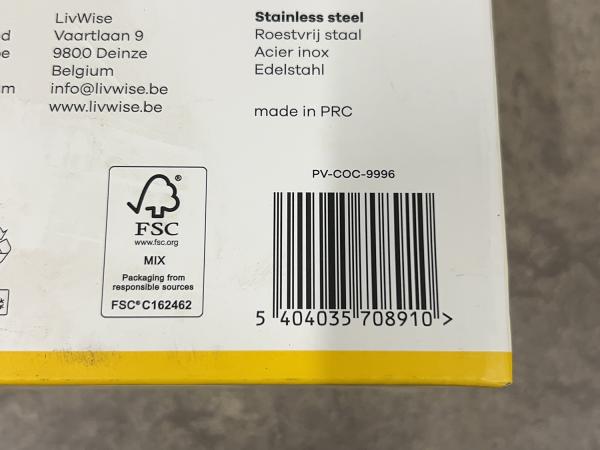 LivWise
Vaartlaan 9
9800 Deinze
Belgium
info@livwise.be
www.livwise.be
Stainless steel
Roestvrij staal
Acier inox
Edelstahl
made in PRC
FSC®
www.fsc.org
MIX
Packaging from
responsible sources
FSC® C162462
PV-COC-9996
5 404035 708910 >